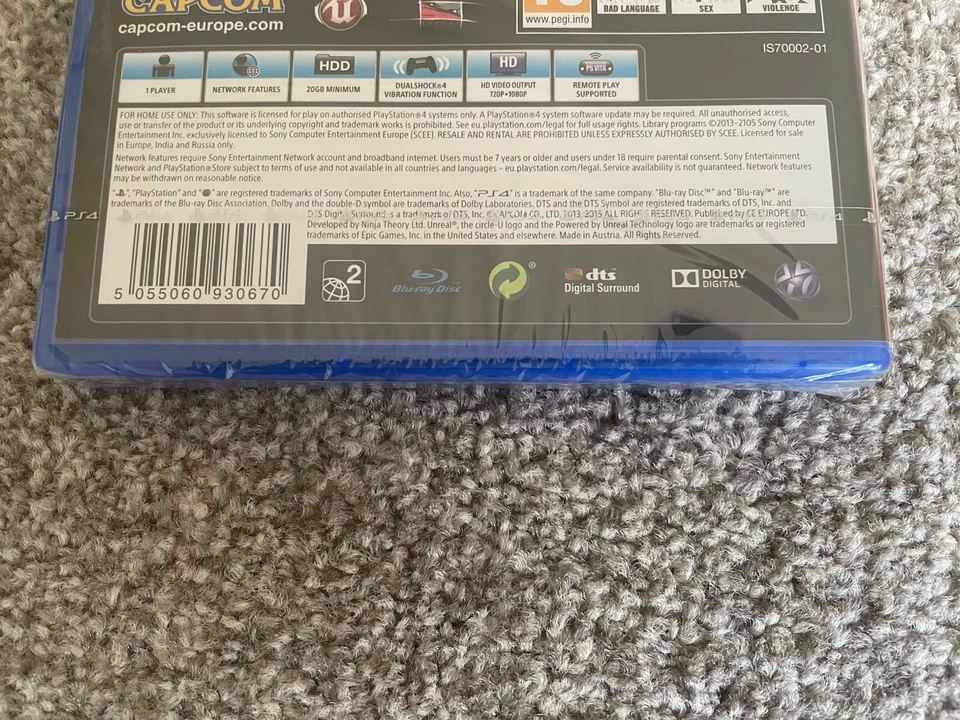 CAPCOM
capcom-europe.com
www.pegi.info
BAD LANGUAGE
SEX
VIOLENCE
IS70002-01
1 PLAYER
NETWORK FEATURES
HDD
20GB MINIMUM
DUALSHOCK®4
VIBRATION FUNCTION
HD
HD VIDEO OUTPUT
720P•1080P
PS VITA
REMOTE PLAY
SUPPORTED
FOR HOME USE ONLY: This software is licensed for play on authorised PlayStation®4 systems only. A PlayStation®4 system software update may be required. All unauthorised access,
use or transfer of the product or its underlying copyright and trademark works is prohibited. See eu.playstation.com/legal for full usage rights. Library programs ©2013–2105 Sony Computer
Entertainment Inc. exclusively licensed to Sony Computer Entertainment Europe (SCEE). RESALE AND RENTAL ARE PROHIBITED UNLESS EXPRESSLY AUTHORISED BY SCEE. Licensed for sale
in Europe, India and Russia only.
Network features require Sony Entertainment Network account and broadband internet. Users must be 7 years or older and users under 18 require parental consent. Sony Entertainment
Network and PlayStation®Store subject to terms of use and not available in all countries and languages – eu.playstation.com/legal. Service availability is not guaranteed. Network features
may be withdrawn on reasonable notice.
"PlayStation" and are registered trademarks of Sony Computer Entertainment Inc. Also, "PS4" is a trademark of the same company. "Blu-ray Disc™" and "Blu-ray™" are
trademarks of the Blu-ray Disc Association. Dolby and the double-D symbol are trademarks of Dolby Laboratories. DTS and the DTS Symbol are registered trademarks of DTS, Inc. and
PS4
DTS Digital Surround is a trademark of DTS, Inc. © CAPCOM CO., LTD. 2013, 2015 ALL RIGHTS RESERVED. Published by CE EUROPE LTD.
Developed by Ninja Theory Ltd. Unreal®, the circle-U logo and the Powered by Unreal Technology logo are trademarks or registered
trademarks of Epic Games, Inc. in the United States and elsewhere. Made in Austria. All Rights Reserved.
5 055060 930670
2
Blu-ray Disc
®
dts
Digital Surround
DOLBY
DIGITAL